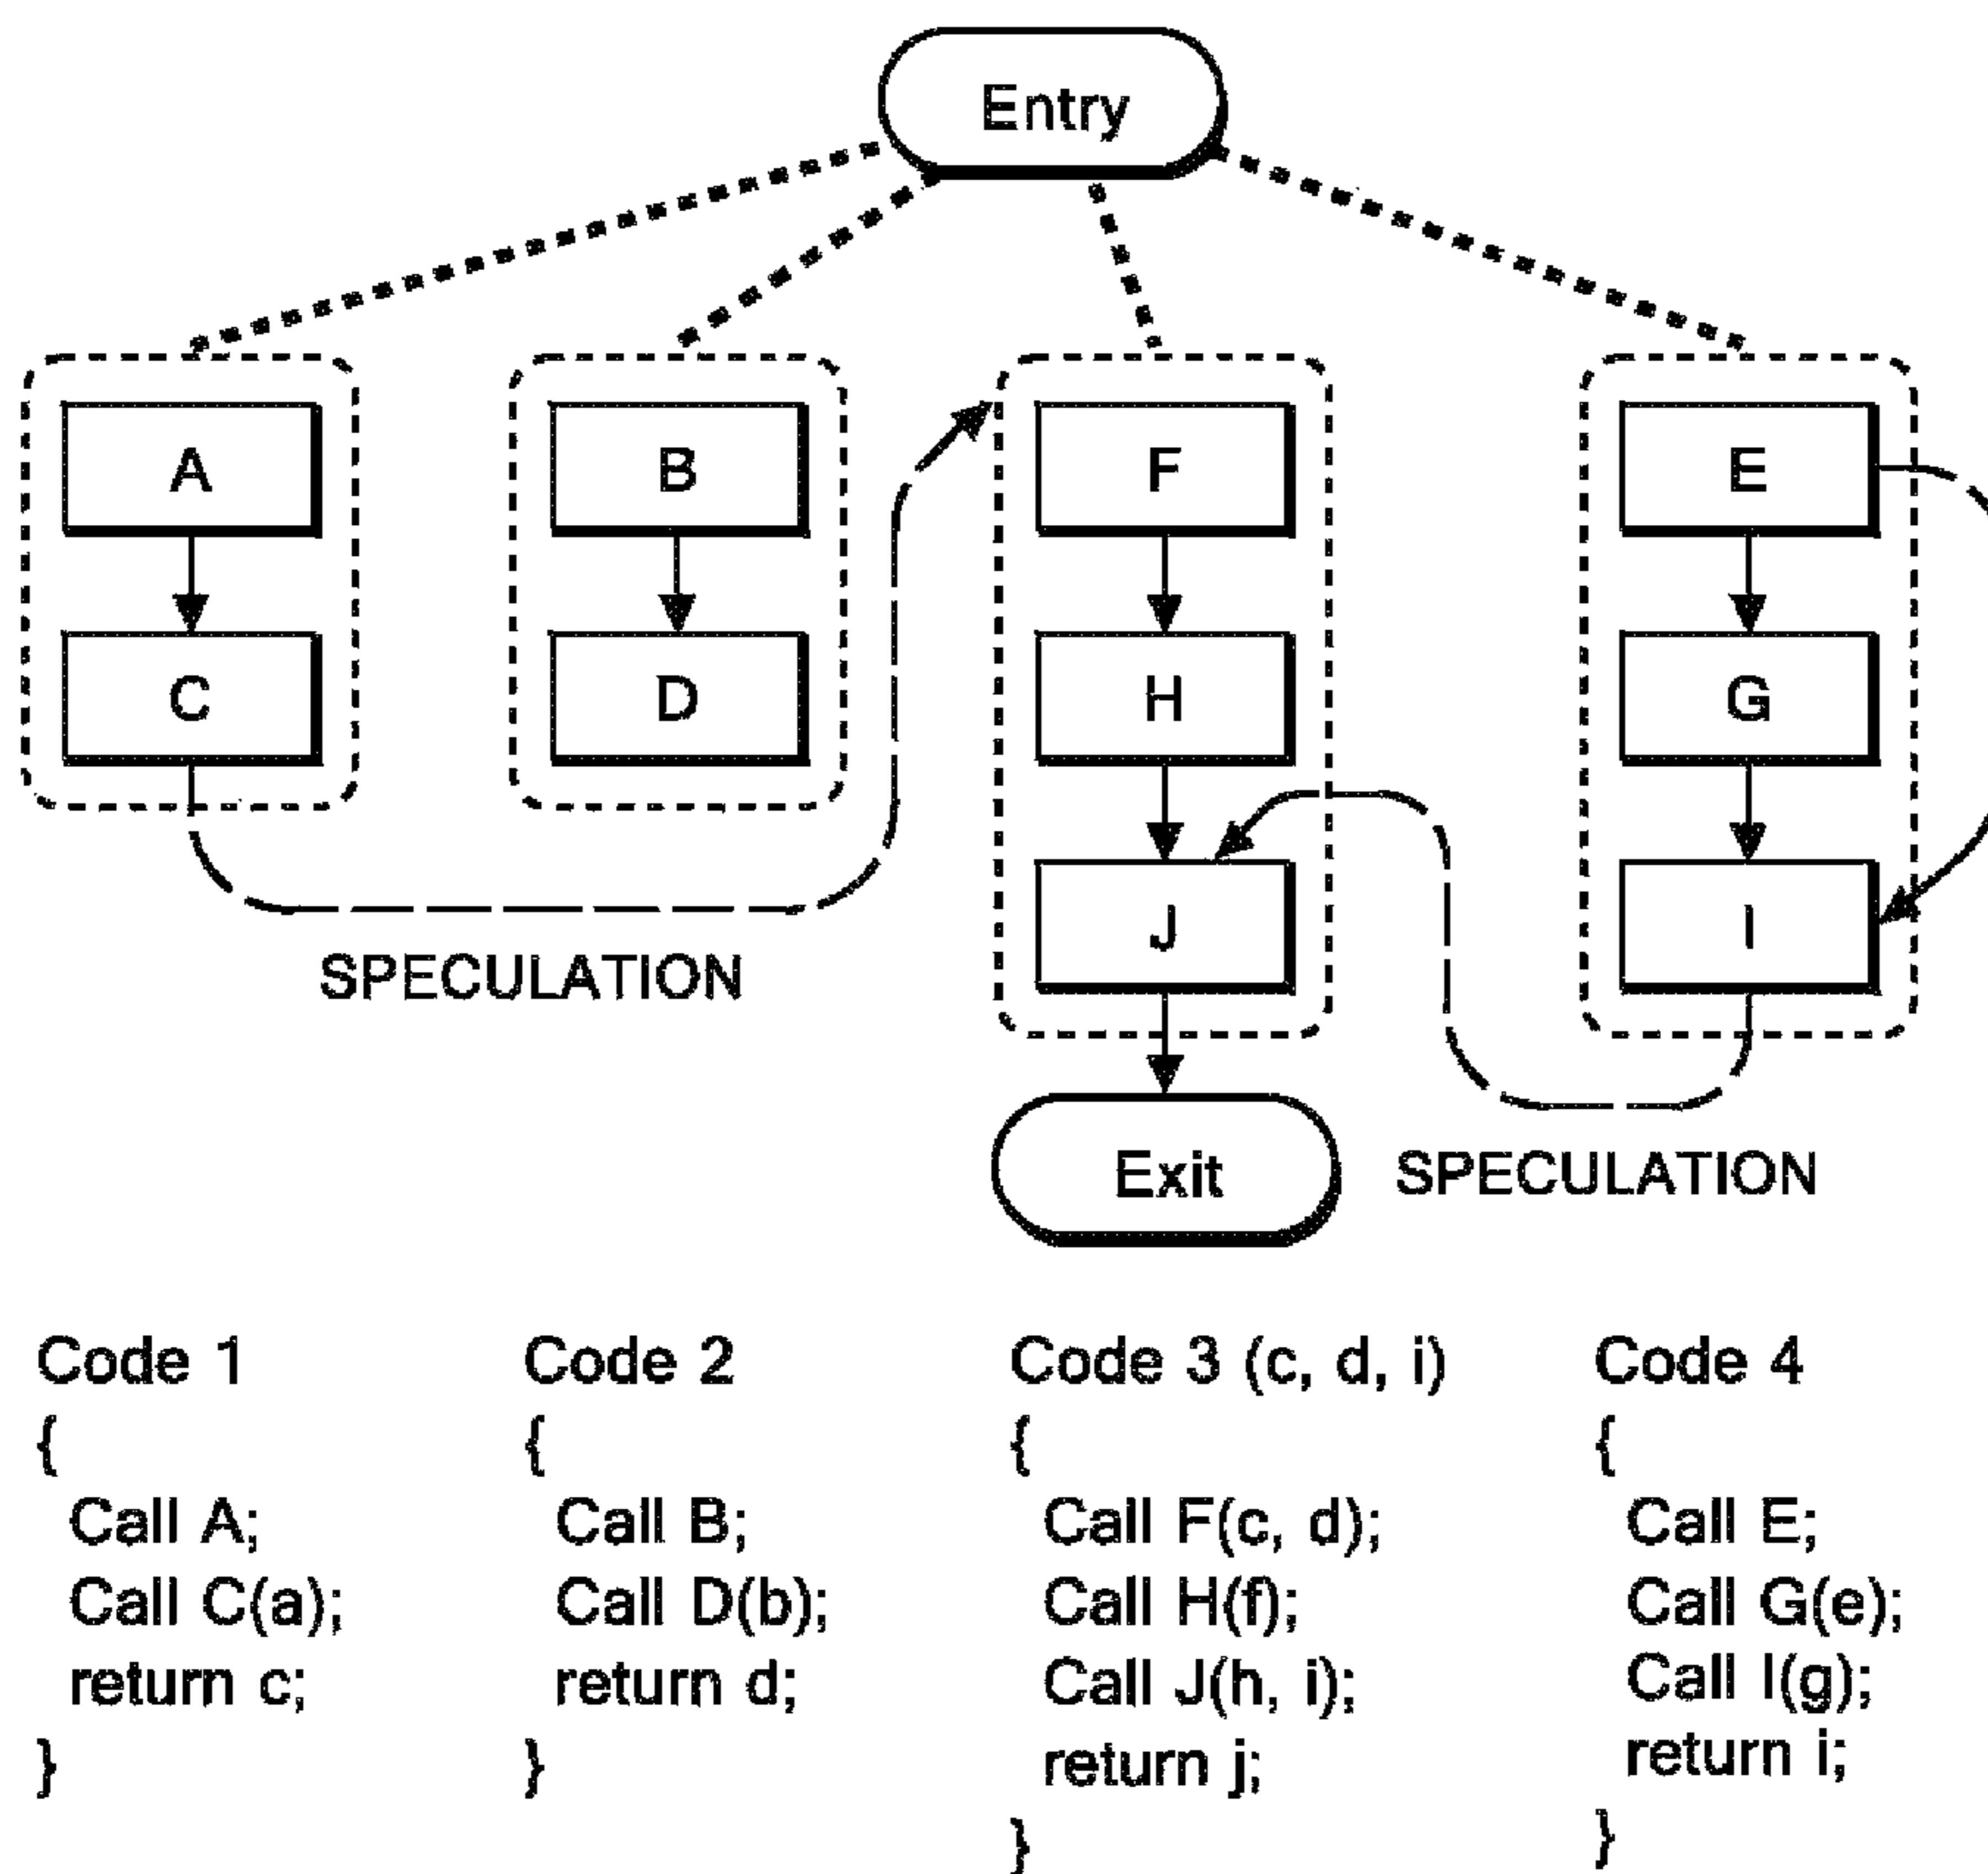 Entry
A
B
F
E
C
D
H
G
J
I
SPECULATION
Exit
SPECULATION
Code 1
{
Call A;
Call C(a);
return c;
}
Code 2
{
Call B;
Call D(b);
return d;
}
Code 3 (c, d, i)
{
Call F(c, d);
Call H(f);
Call J(h, i);
return j;
}
Code 4
{
Call E;
Call G(e);
Call I(g);
return i;
}